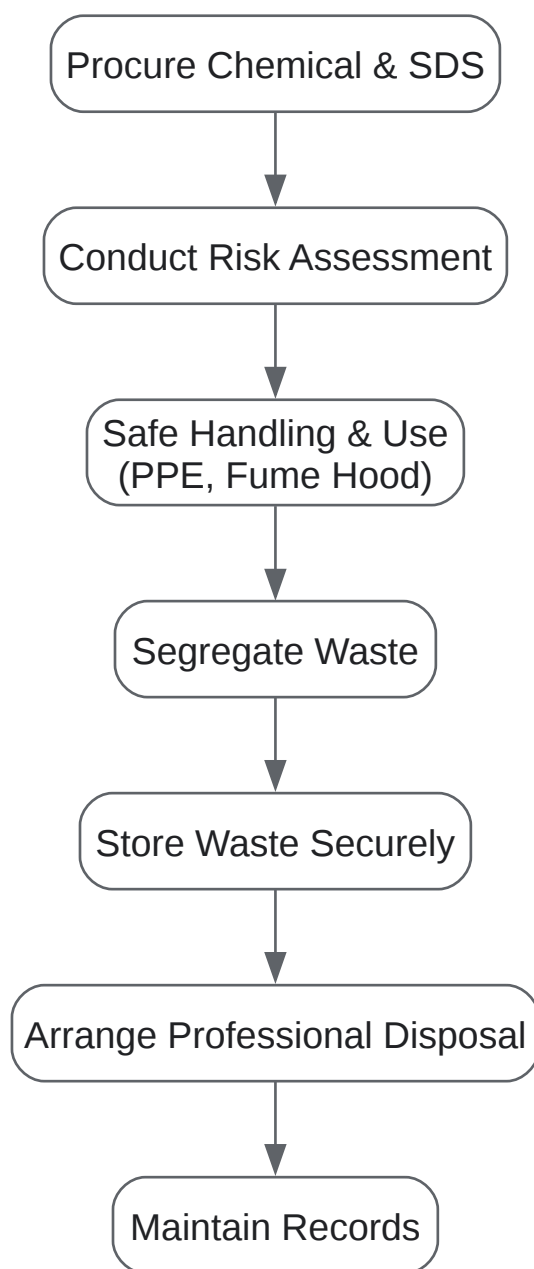 Procure Chemical & SDS
Conduct Risk Assessment
Safe Handling & Use
(PPE, Fume Hood)
Segregate Waste
Store Waste Securely
Arrange Professional Disposal
Maintain Records